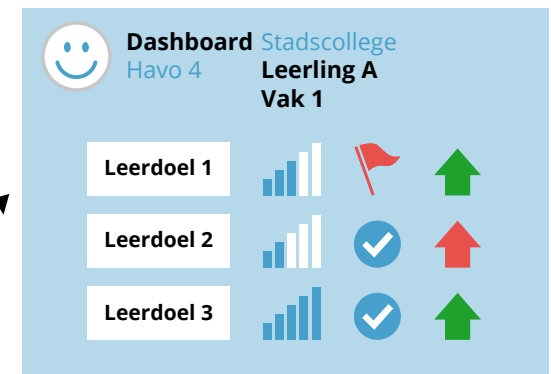 Dashboard Stadscollege
Havo 4 Leerling A
Vak 1
Leerdoel 1
Leerdoel 2
Leerdoel 3